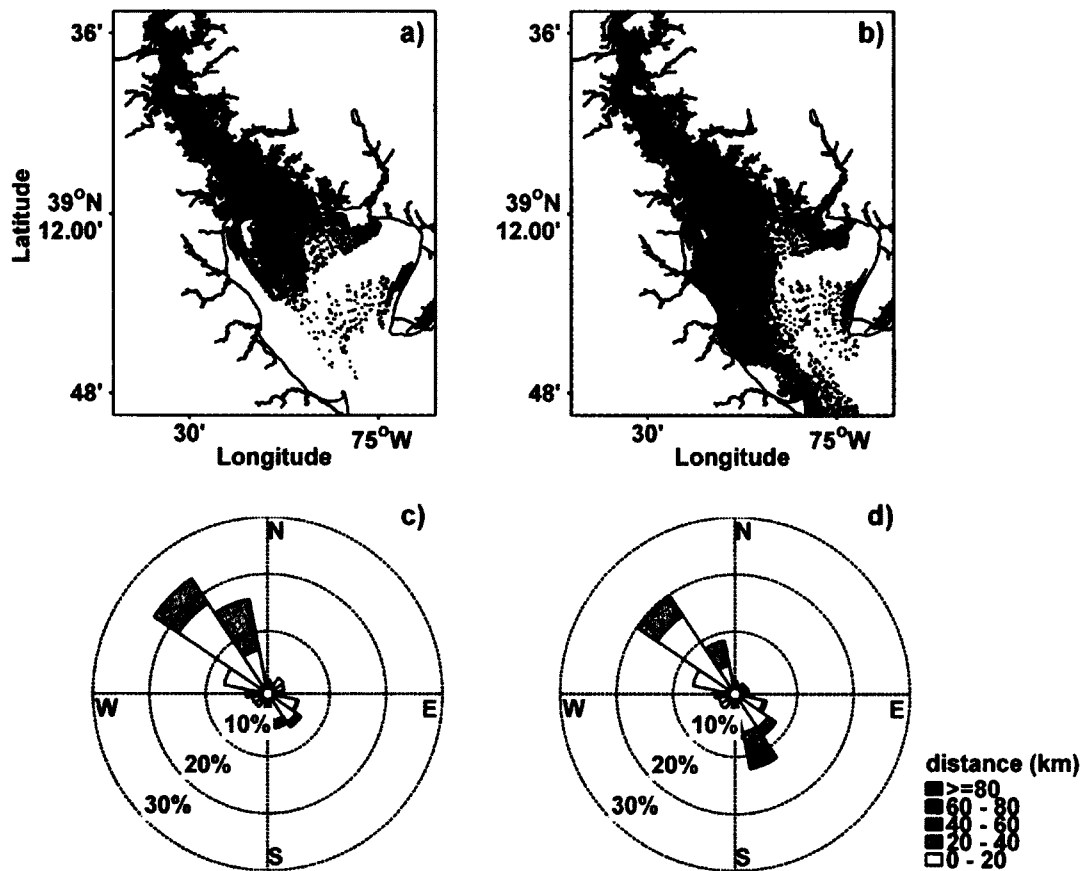 a)
b)
36'
36'
39°N
12.00'
39°N
12.00'
Latitude
48'
48'
30'
75°W
30'
75°W
Longitude
Longitude
c)
d)
N
N
W
E
W
E
10%
10%
20%
20%
30%
30%
S
S
distance (km)
>=80
60 - 80
40 - 60
20 - 40
0 - 20